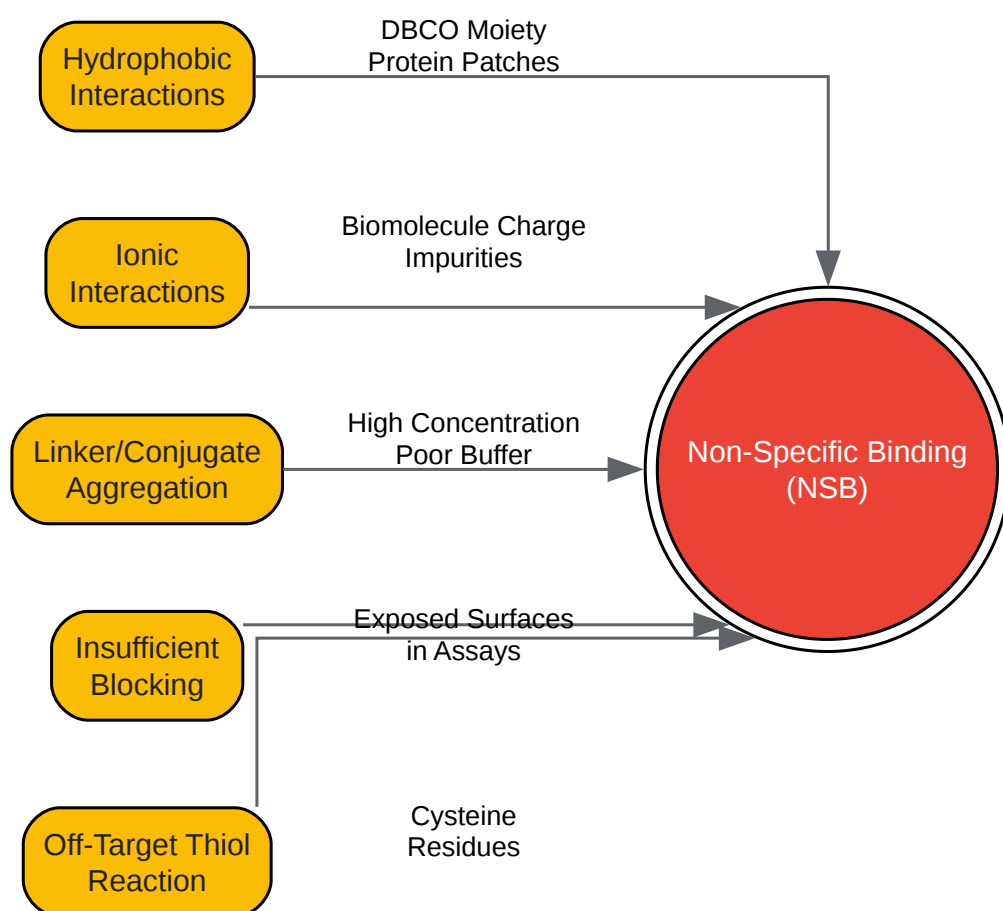 Hydrophobic
Interactions
DBCO Moiety
Protein Patches
Ionic
Interactions
Biomolecule Charge
Impurities
Linker/Conjugate
Aggregation
High Concentration
Poor Buffer
Non-Specific Binding
(NSB)
Insufficient
Blocking
Exposed Surfaces
in Assays
Off-Target Thiol
Reaction
Cysteine
Residues